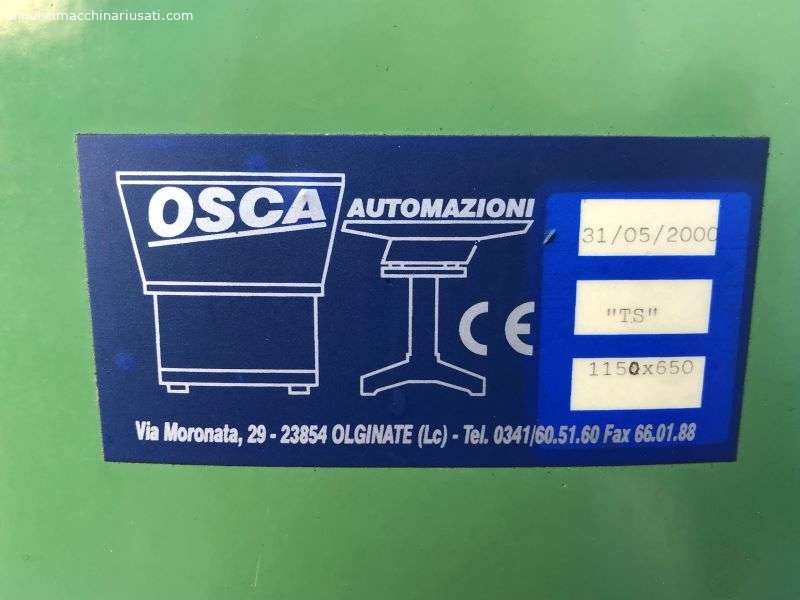 annuncimacchinariusati.com
OSCA
AUTOMAZIONI
31/05/2000
"TS"
1150x650
CE
Via Moronata, 29 - 23854 OLGINATE (Lc) - Tel. 0341/60.51.60 Fax 66.01.88